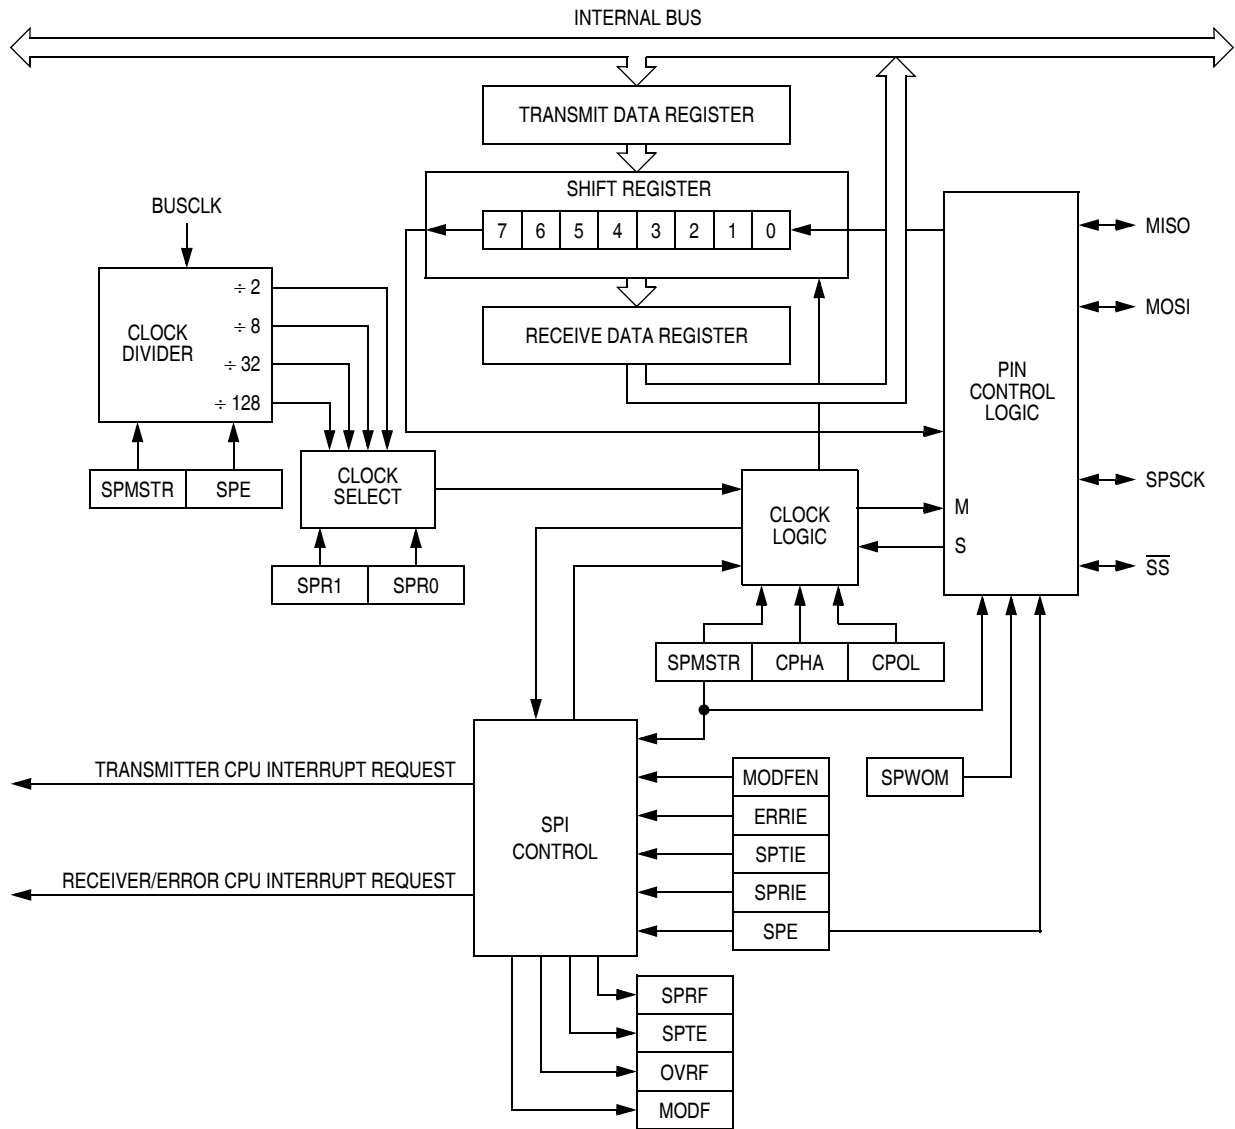 INTERNAL BUS
TRANSMIT DATA REGISTER
SHIFT REGISTER
7 6 5 4 3 2 1 0
RECEIVE DATA REGISTER
BUSCLK
CLOCK
DIVIDER
÷ 2
÷ 8
÷ 32
÷ 128
SPMSTR SPE
CLOCK
SELECT
SPR1 SPR0
CLOCK
LOGIC
PIN
CONTROL
LOGIC
M
S
MISO
MOSI
SPSCK
SS
SPMSTR CPHA CPOL
TRANSMITTER CPU INTERRUPT REQUEST
RECEIVER/ERROR CPU INTERRUPT REQUEST
SPI
CONTROL
MODFEN
ERRIE
SPTIE
SPRIE
SPE
SPWOM
SPRF
SPTE
OVRF
MODF